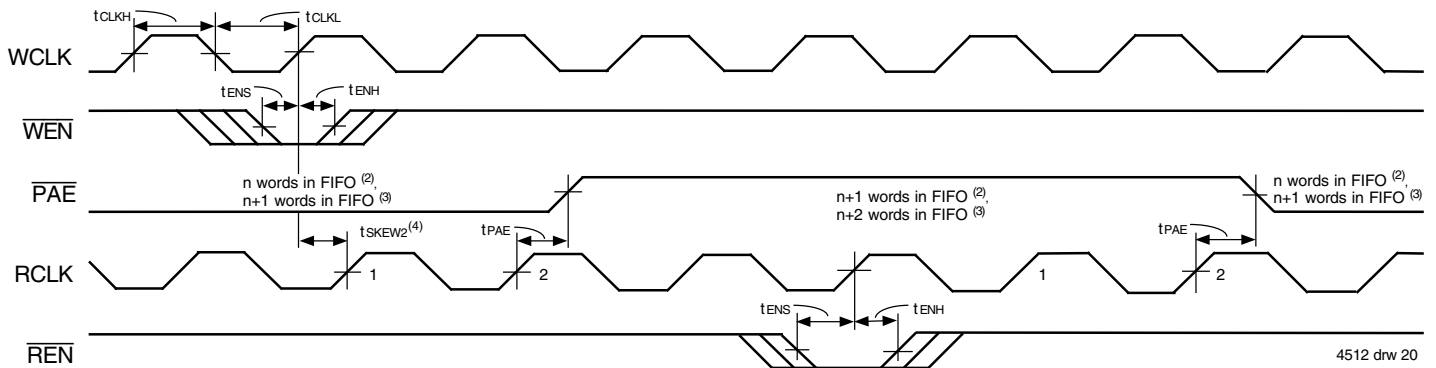 tCLKH
tCLKL
WCLK
tENS
tENH
WEN
PAE
n words in FIFO (2),
n+1 words in FIFO (3)
n+1 words in FIFO (2),
n+2 words in FIFO (3)
n words in FIFO (2),
n+1 words in FIFO (3)
tSKEW2(4)
tPAE
tPAE
RCLK
1
2
1
2
tENS
tENH
REN
4512 drw 20